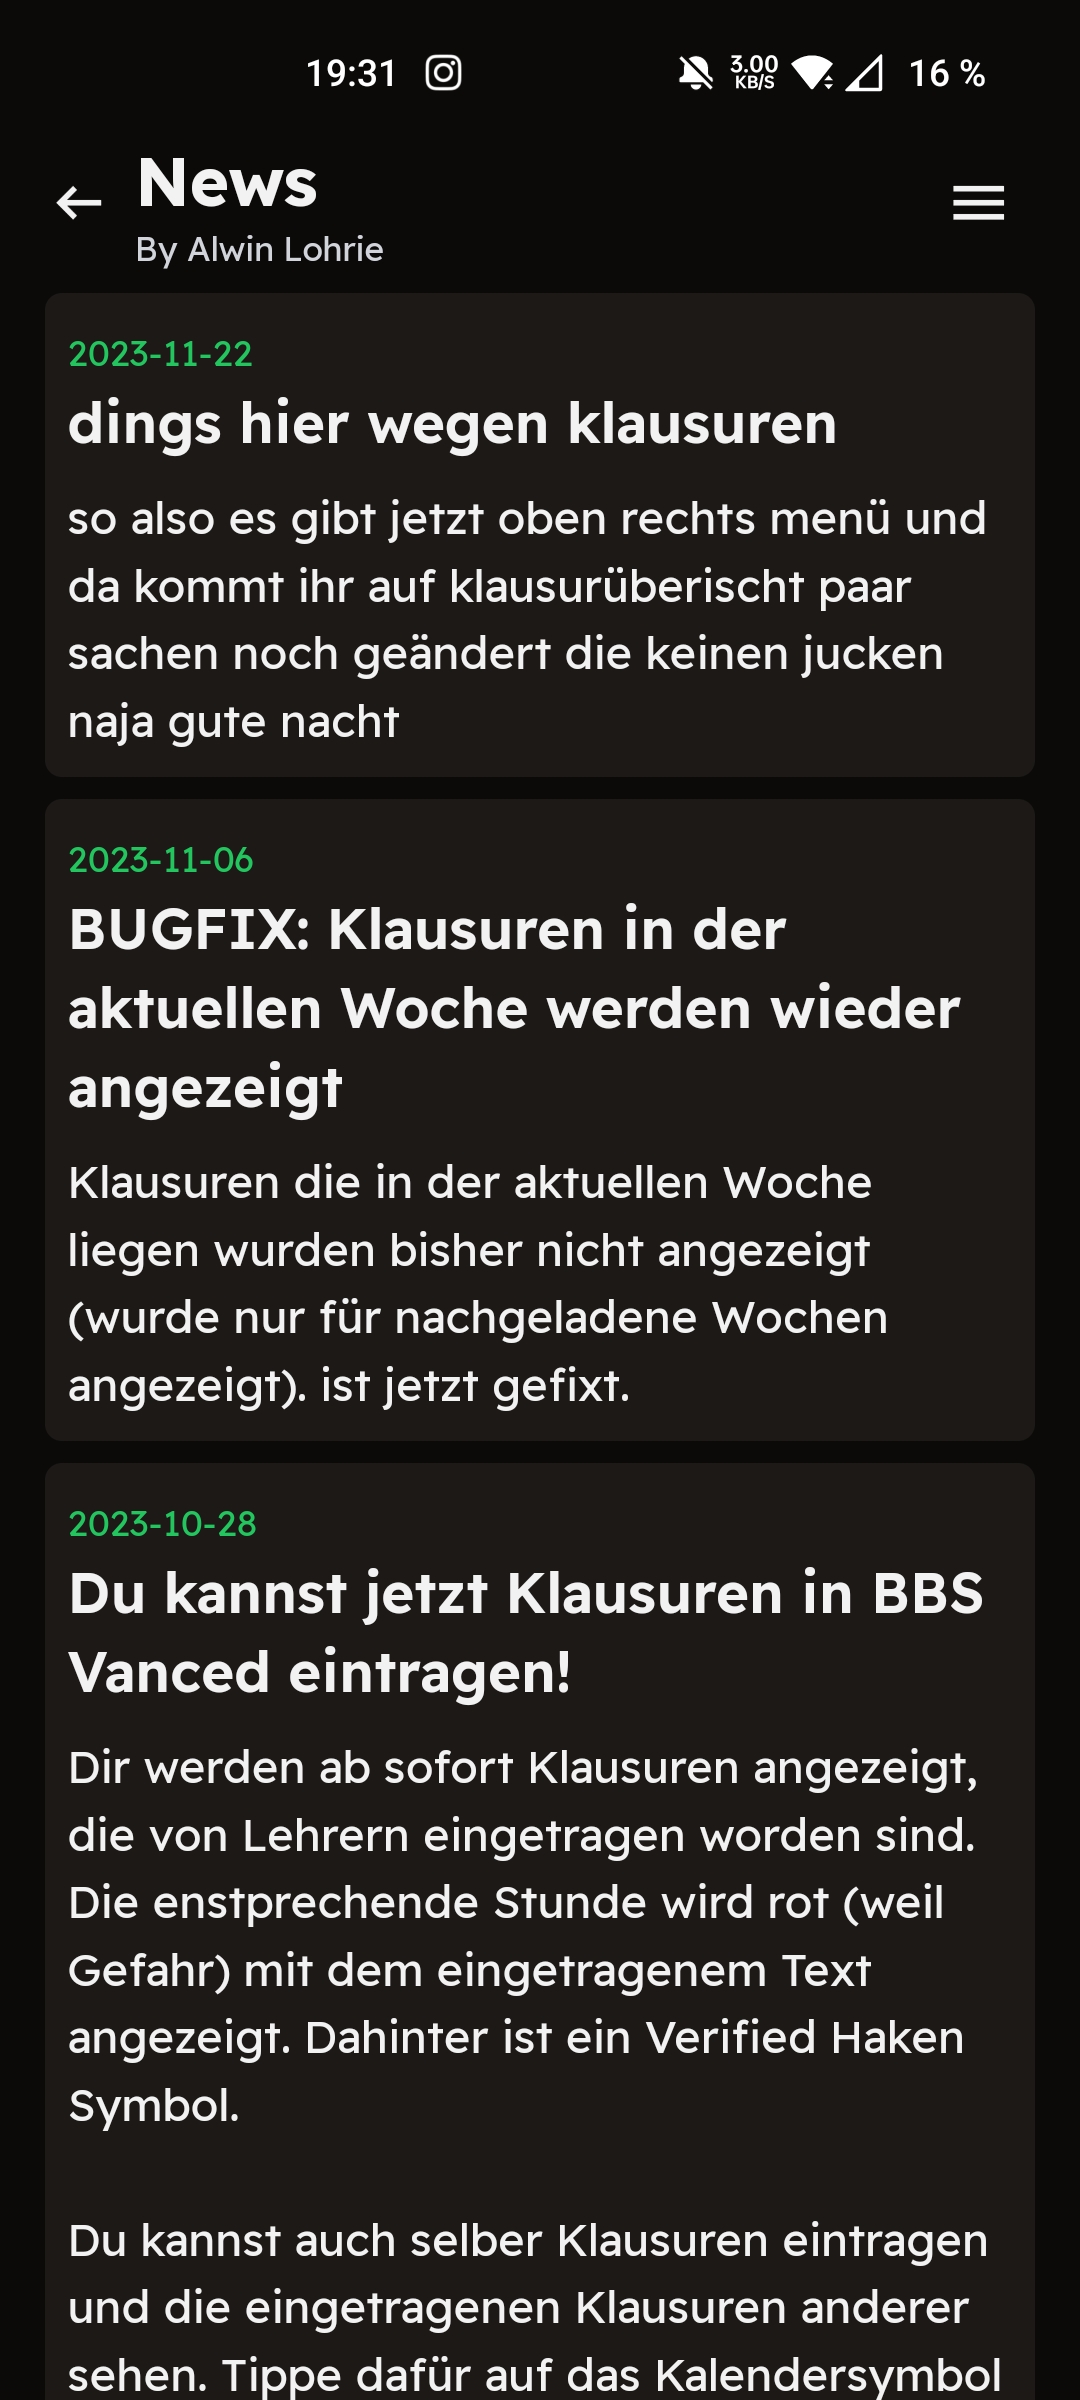 19:31
3.00
KB/S
16 %
News
By Alwin Lohrie
2023-11-22
dings hier wegen klausuren
so also es gibt jetzt oben rechts menü und
da kommt ihr auf klausurüberischt paar
sachen noch geändert die keinen jucken
naja gute nacht
2023-11-06
BUGFIX: Klausuren in der
aktuellen Woche werden wieder
angezeigt
Klausuren die in der aktuellen Woche
liegen wurden bisher nicht angezeigt
(wurde nur für nachgeladene Wochen
angezeigt). ist jetzt gefixt.
2023-10-28
Du kannst jetzt Klausuren in BBS
Vanced eintragen!
Dir werden ab sofort Klausuren angezeigt,
die von Lehrern eingetragen worden sind.
Die enstprechende Stunde wird rot (weil
Gefahr) mit dem eingetragenem Text
angezeigt. Dahinter ist ein Verified Haken
Symbol.
Du kannst auch selber Klausuren eintragen
und die eingetragenen Klausuren anderer
sehen. Tippe dafür auf das Kalendersymbol